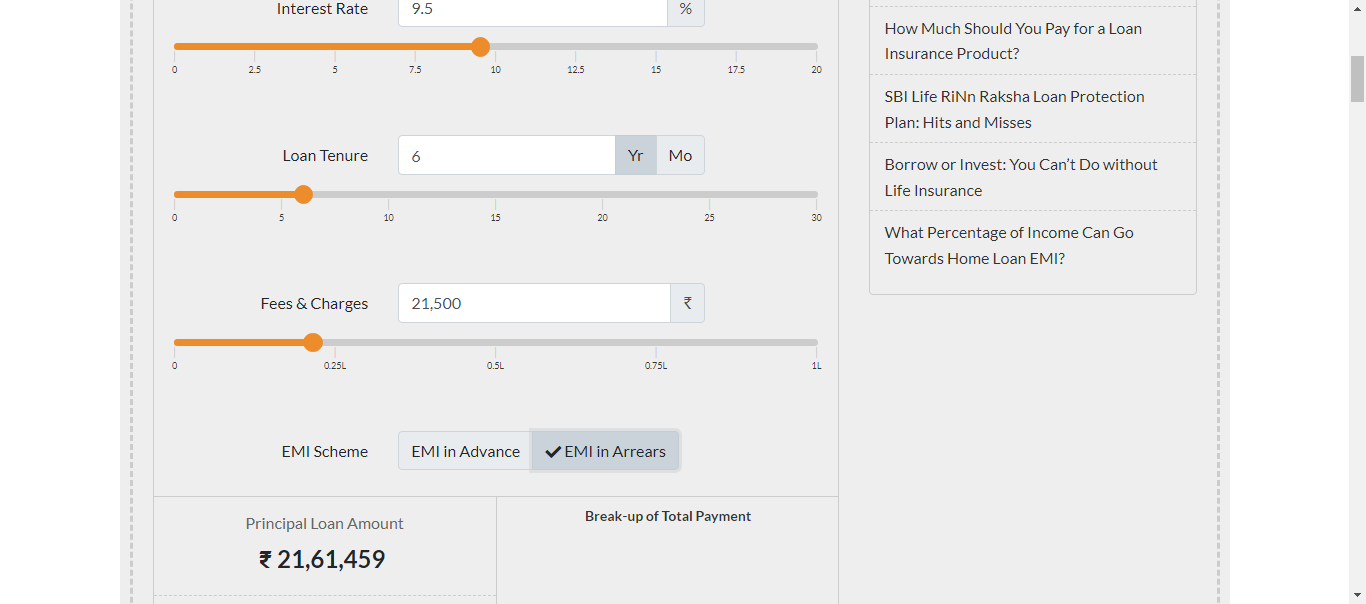 Interest Rate 9.5 %
0 2.5 5 7.5 10 12.5 15 17.5 20
Loan Tenure 6 Yr Mo
0 5 10 15 20 25 30
Fees & Charges 21,500 ₹
0 0.25L 0.5L 0.75L 1L
EMI Scheme EMI in Advance EMI in Arrears
Principal Loan Amount
₹ 21,61,459
Break-up of Total Payment
How Much Should You Pay for a Loan
Insurance Product?
SBI Life RiNn Raksha Loan Protection
Plan: Hits and Misses
Borrow or Invest: You Can’t Do without
Life Insurance
What Percentage of Income Can Go
Towards Home Loan EMI?